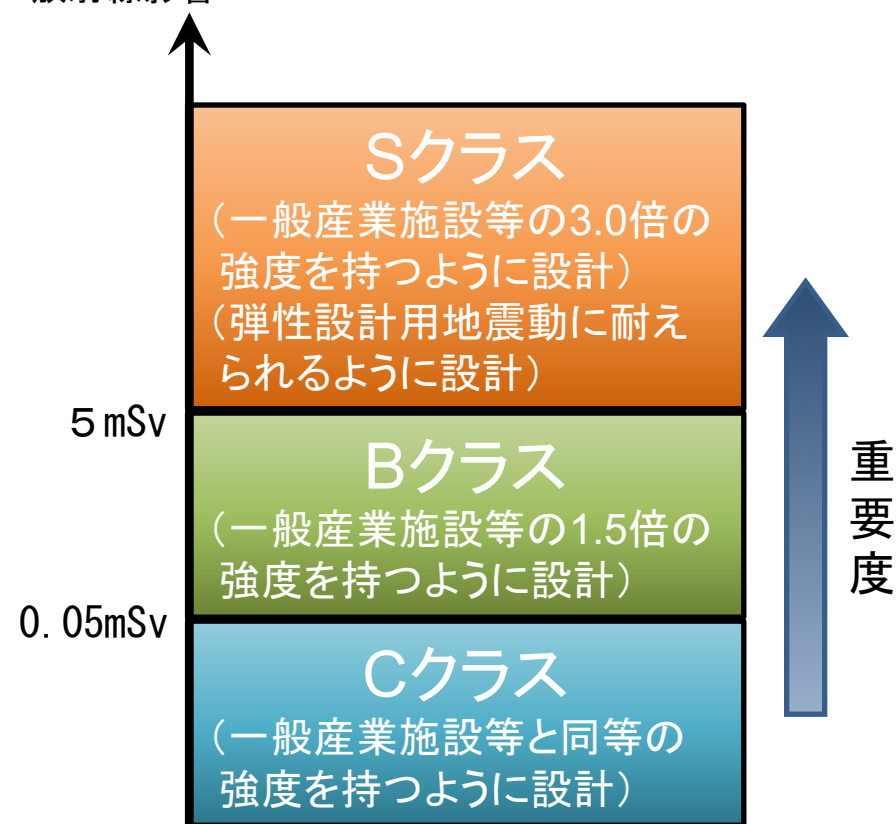 Sクラス
（一般産業施設等の3.0倍の
強度を持つように設計）
（弾性設計用地震動に耐え
られるように設計）
５mSv
Bクラス
（一般産業施設等の1.5倍の
強度を持つように設計）
0.05mSv
Cクラス
（一般産業施設等と同等の
強度を持つように設計）
重要度